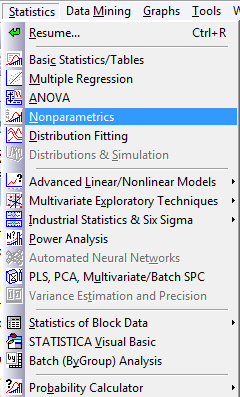 Statistics Data Mining Graphs Tools W
Resume... Ctrl+R
Basic Statistics/Tables
Multiple Regression
ANOVA
Nonparametrics
Distribution Fitting
Distributions & Simulation
Advanced Linear/Nonlinear Models
Multivariate Exploratory Techniques
Industrial Statistics & Six Sigma
Power Analysis
Automated Neural Networks
PLS, PCA, Multivariate/Batch SPC
Variance Estimation and Precision
Statistics of Block Data
STATISTICA Visual Basic
Batch (ByGroup) Analysis
Probability Calculator